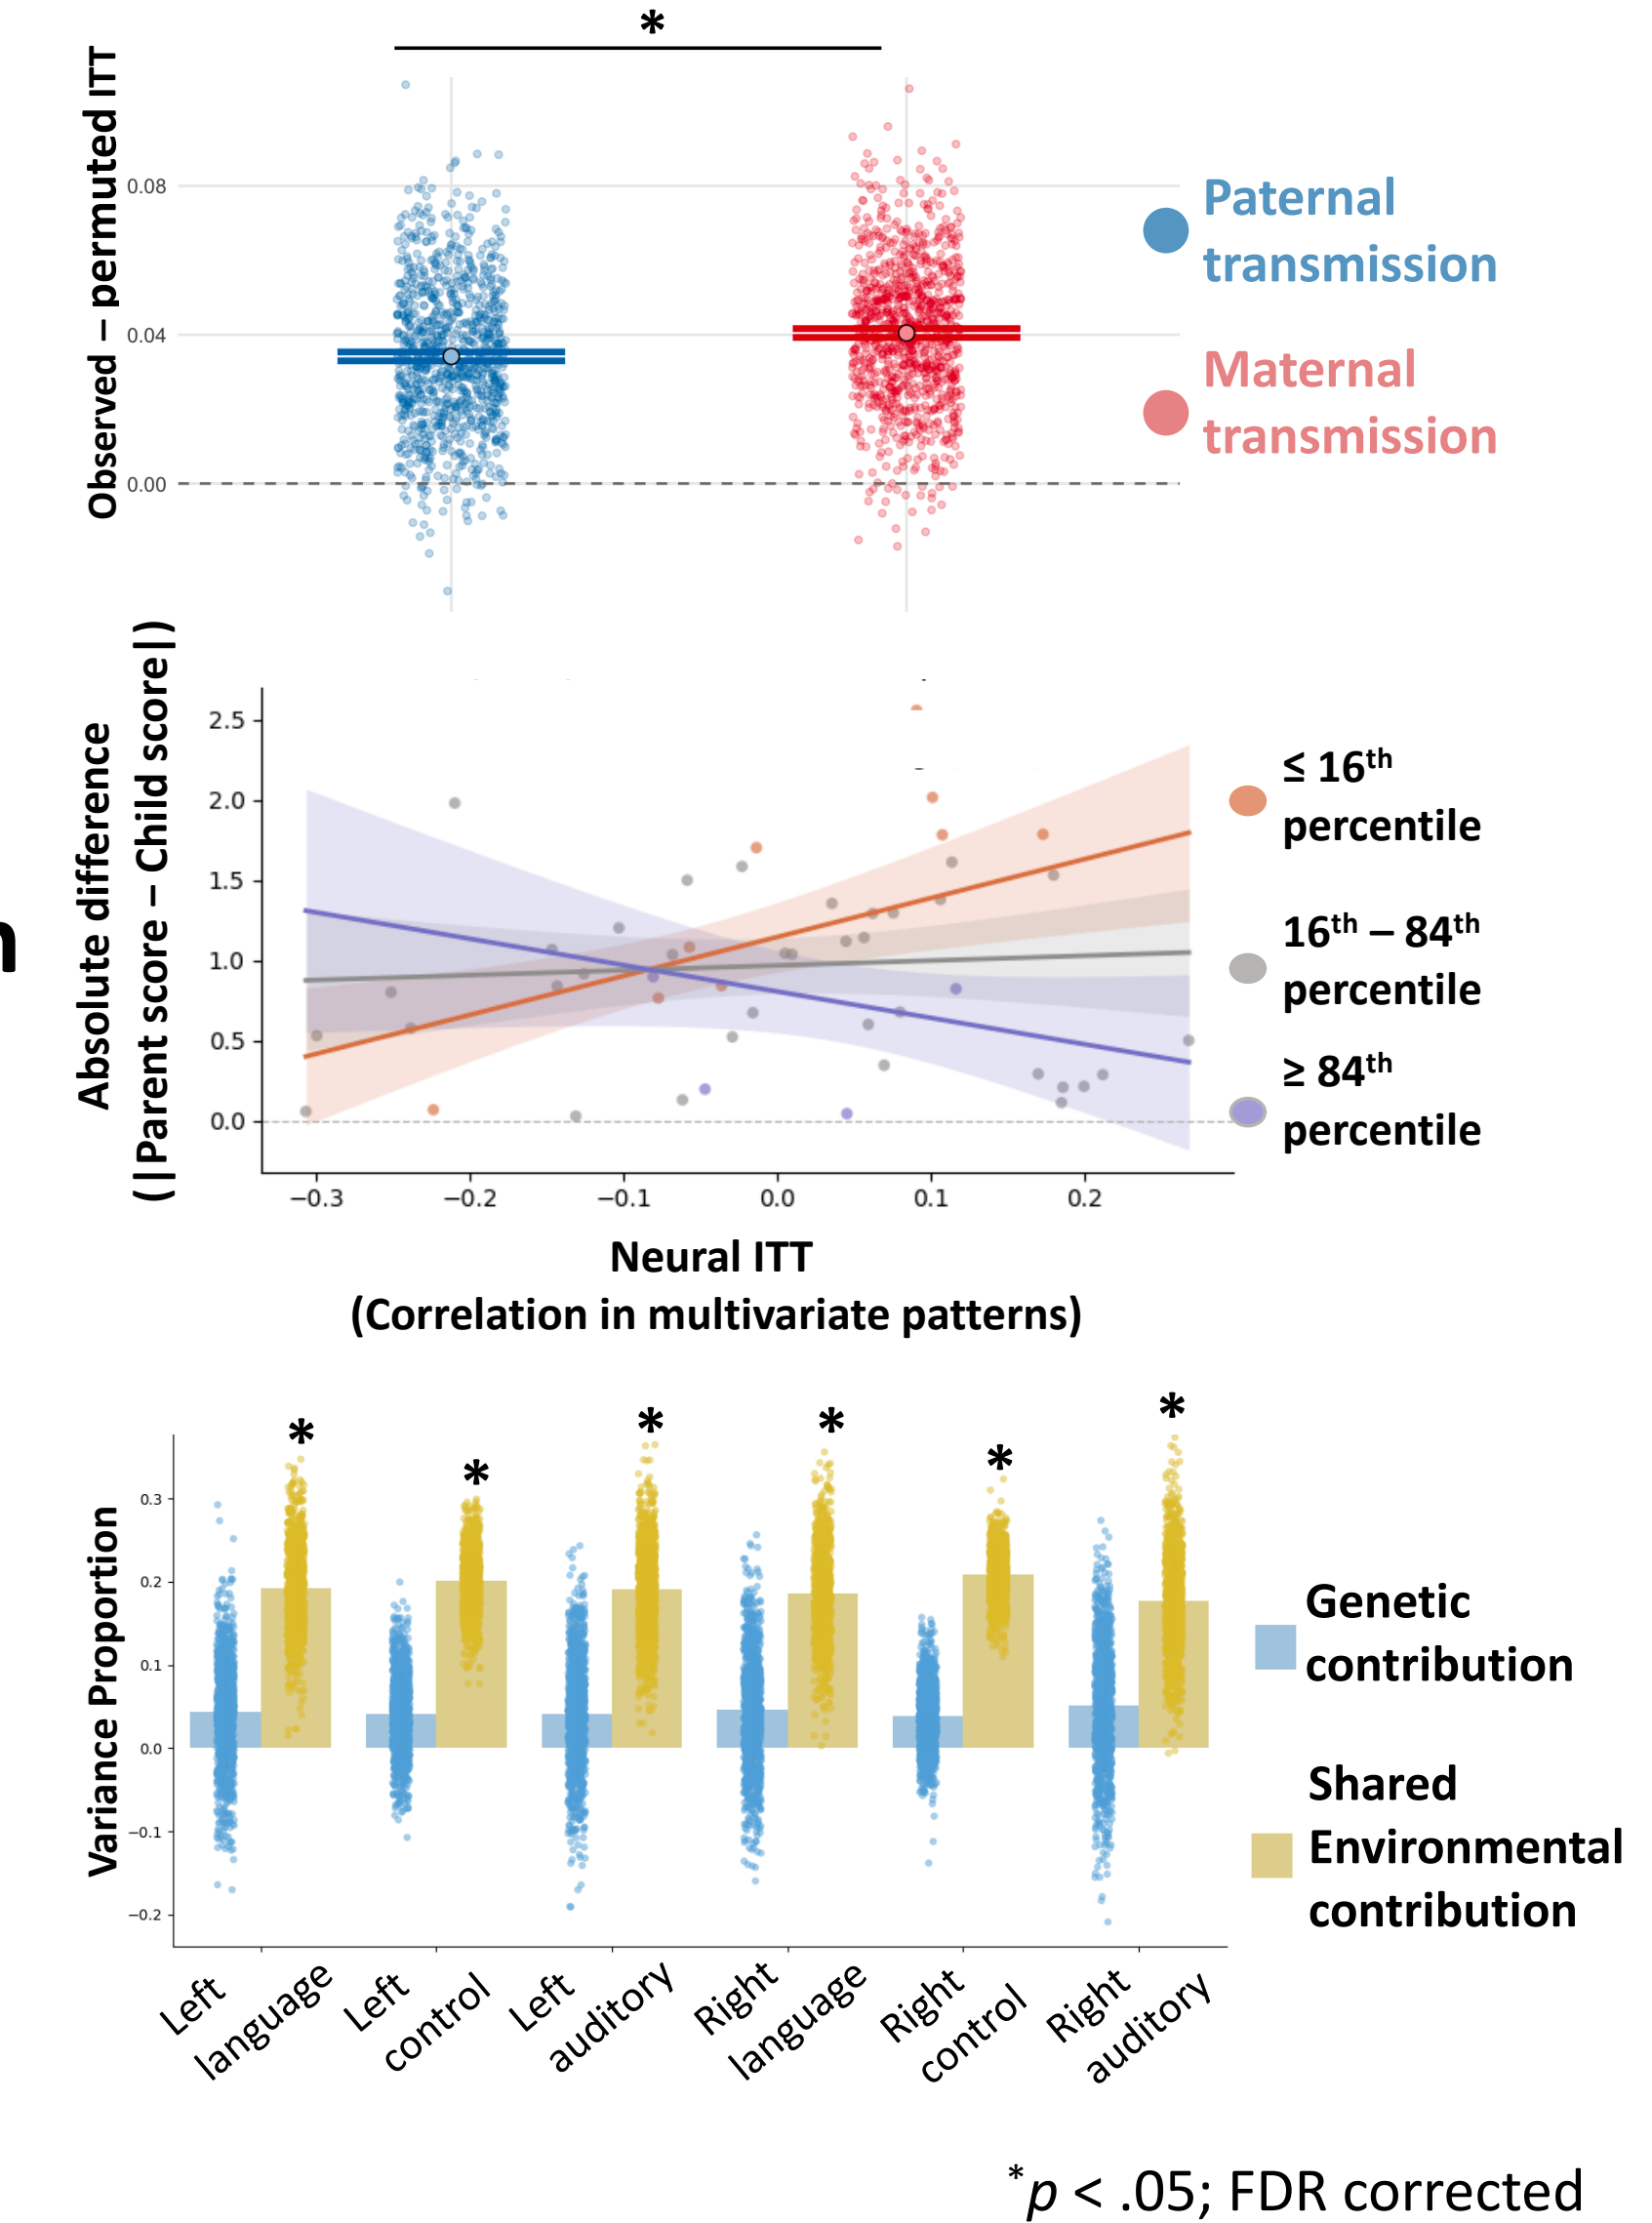 *
Observed – permuted ITT
0.08
0.04
0.00
Paternal
transmission
Maternal
transmission
Absolute difference
(|Parent score – Child score|)
2.5
2.0
1.5
1.0
0.5
0.0
−0.3 −0.2 −0.1 0.0 0.1 0.2
Neural ITT
(Correlation in multivariate patterns)
≤ 16th
percentile
16th – 84th
percentile
≥ 84th
percentile
n
* * * * * *
Variance Proportion
0.3
0.2
0.1
0.0
−0.1
−0.2
Left
language
Left
control
Left
auditory
Right
language
Right
control
Right
auditory
Genetic
contribution
Shared
Environmental
contribution
*p < .05; FDR corrected